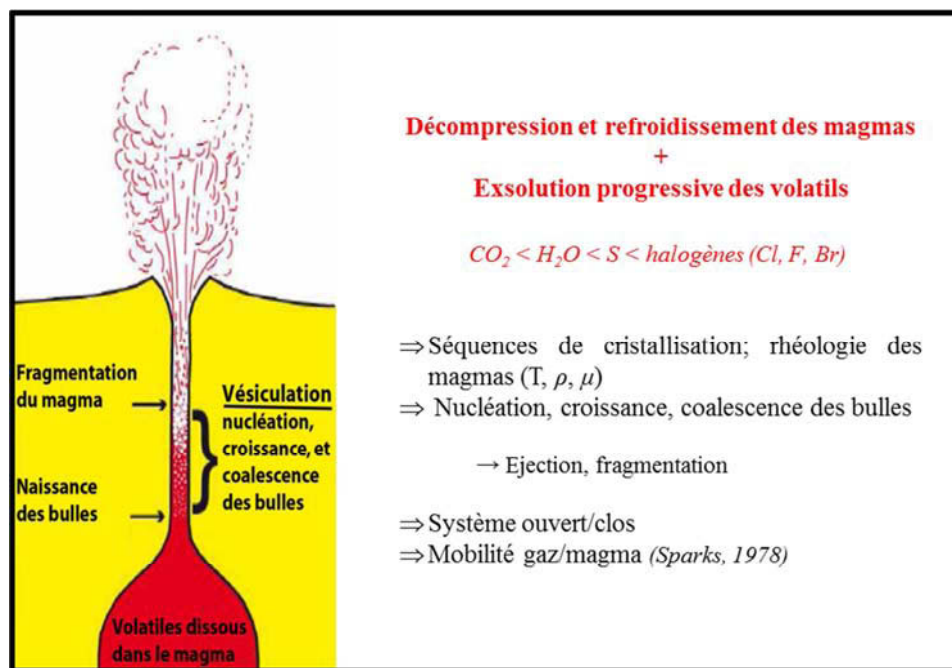 Décompression et refroidissement des magmas
+
Exsolution progressive des volatils
CO₂ < H₂O < S < halogènes (Cl, F, Br)
⇒ Séquences de cristallisation; rhéologie des
magmas (T, ρ, μ)
⇒ Nucléation, croissance, coalescence des bulles
→ Ejection, fragmentation
⇒ Système ouvert/clos
⇒ Mobilité gaz/magma (Sparks, 1978)
Fragmentation
du magma
Vésiculation
nucléation,
croissance, et
coalescence
des bulles
Naissance
des bulles
Volatiles dissous
dans le magma